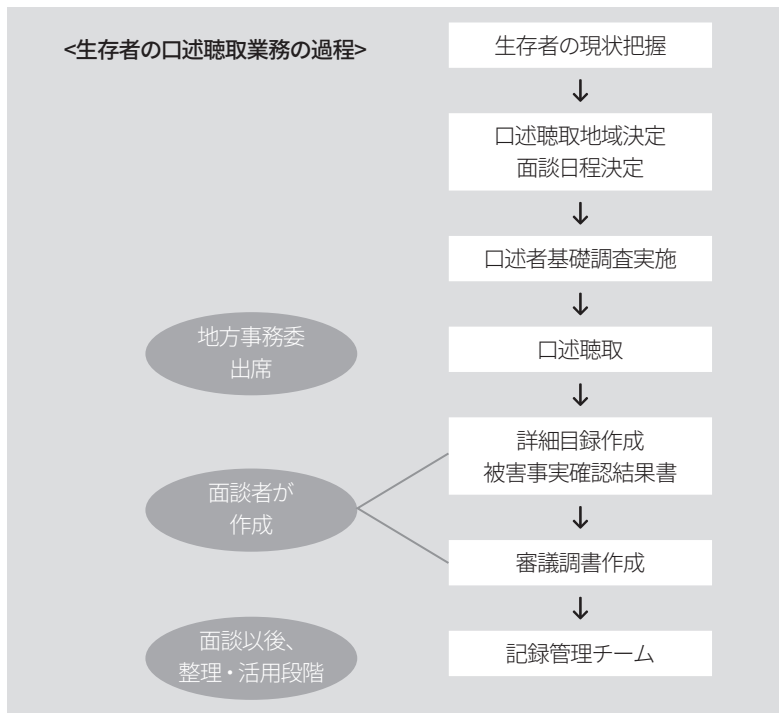 <生存者の口述聴取業務の過程>
生存者の現状把握
↓
口述聴取地域決定
面談日程決定
↓
口述者基礎調査実施
↓
地方事務委
出席
口述聴取
↓
詳細目録作成
被害事実確認結果書
面談者が
作成
↓
審議調書作成
↓
面談以後、
整理・活用段階
記録管理チーム